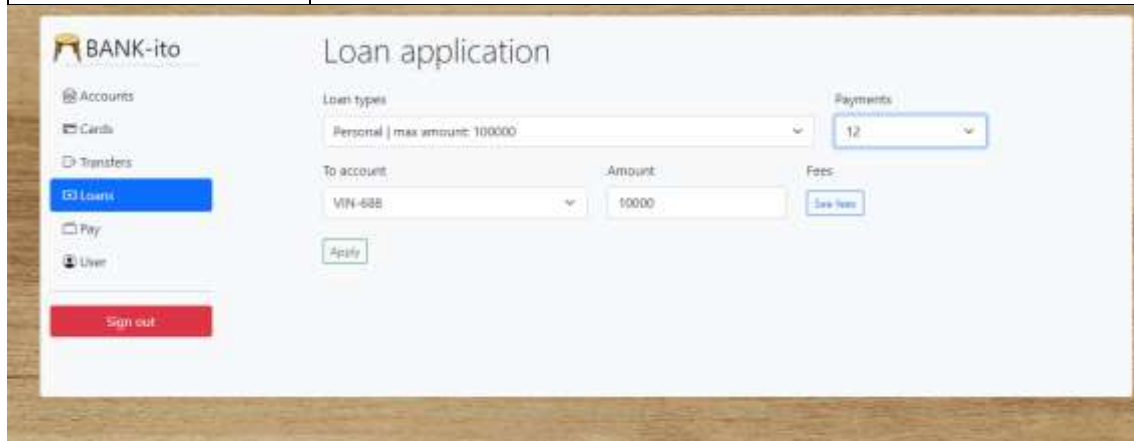 BANK-ito
Accounts
Cards
Transfers
Loans
Pay
User
Sign out
Loan application
Loan types
Payments
Personal | max amount: 100000
12
To account
Amount
Fees
VIN-688
10000
See fees
Apply